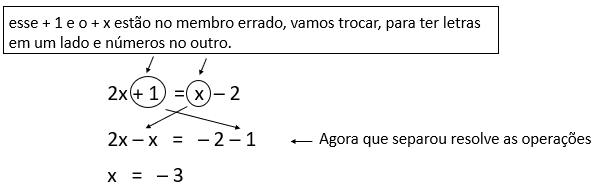 esse + 1 e o + x estão no membro errado, vamos trocar, para ter letras
em um lado e números no outro.
2x + 1 = x – 2
2x – x = – 2 – 1 ← Agora que separou resolve as operações
x = – 3